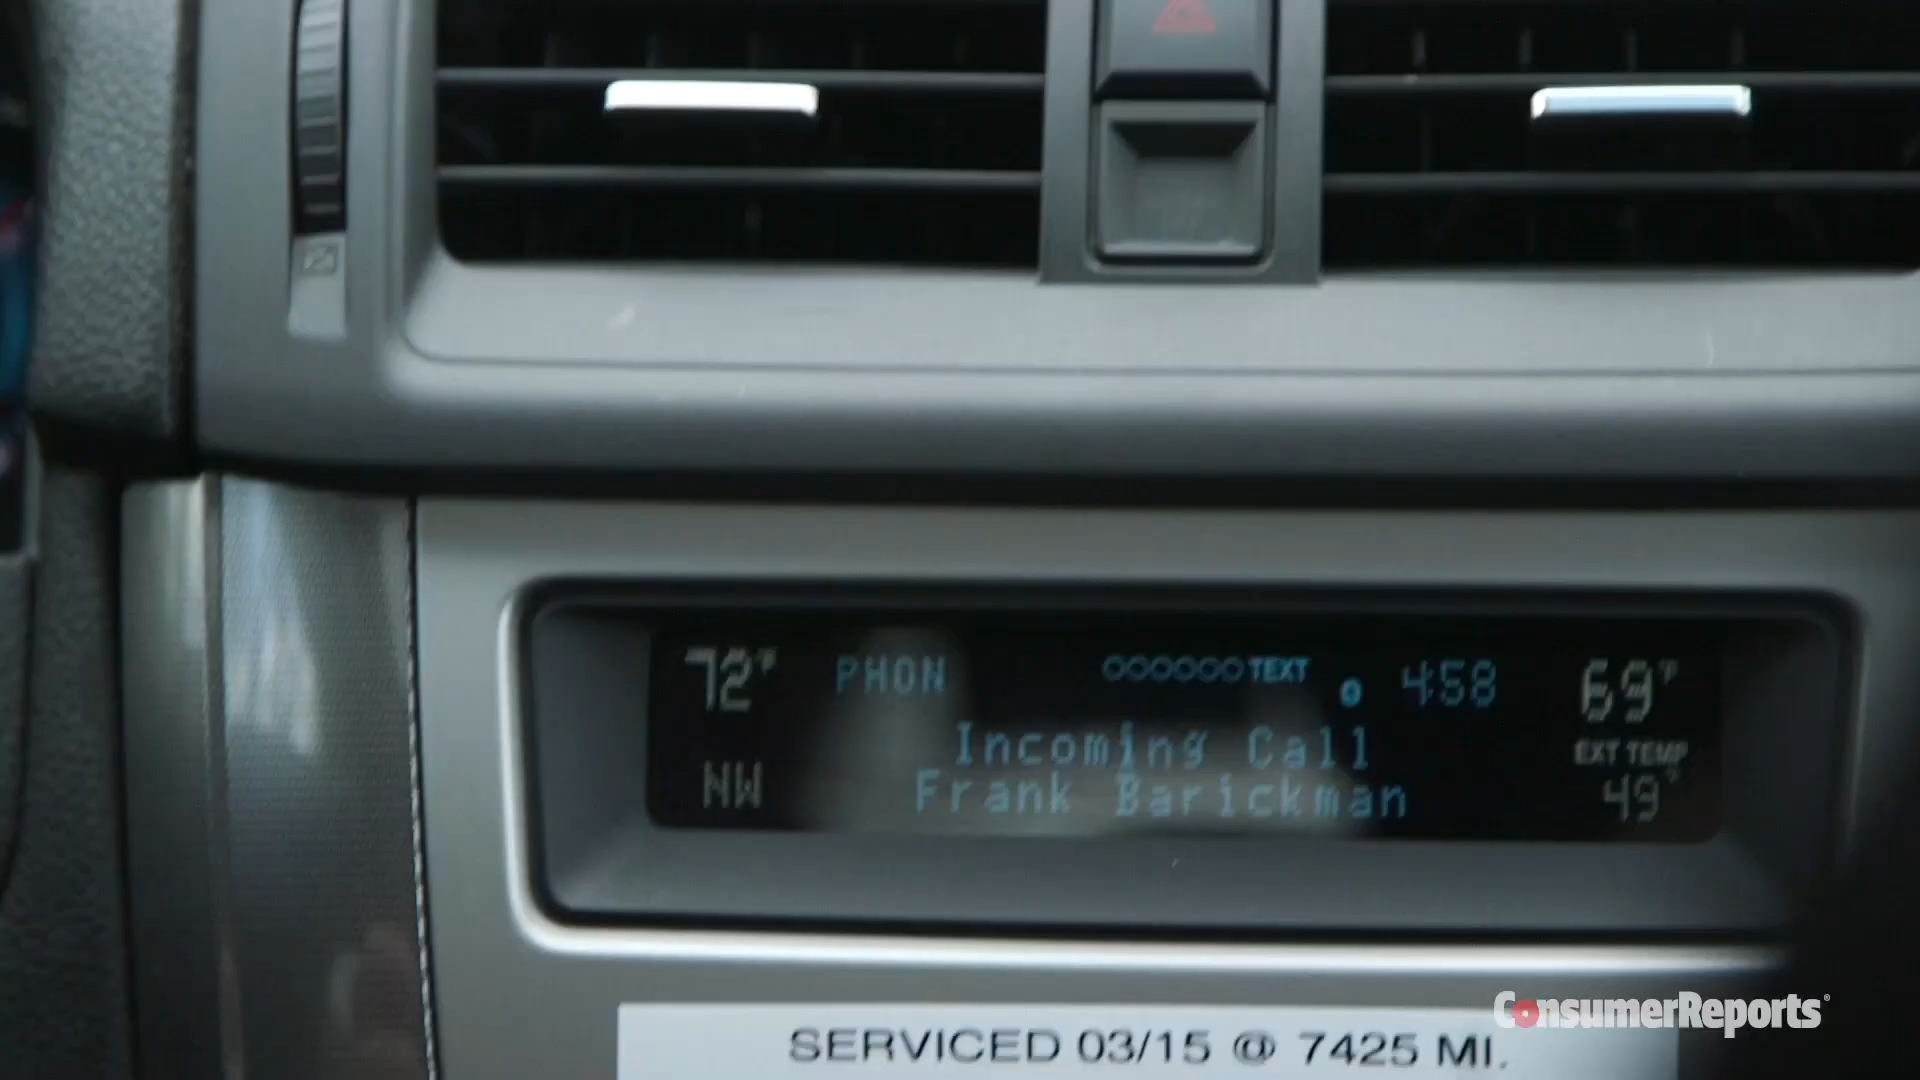 72°F PHON OOOOOO TEXT 4:58 69°F
Incoming Call
EXT TEMP
NW Frank Barickman 49°
ConsumerReports®
SERVICED 03/15 @ 7425 MI.